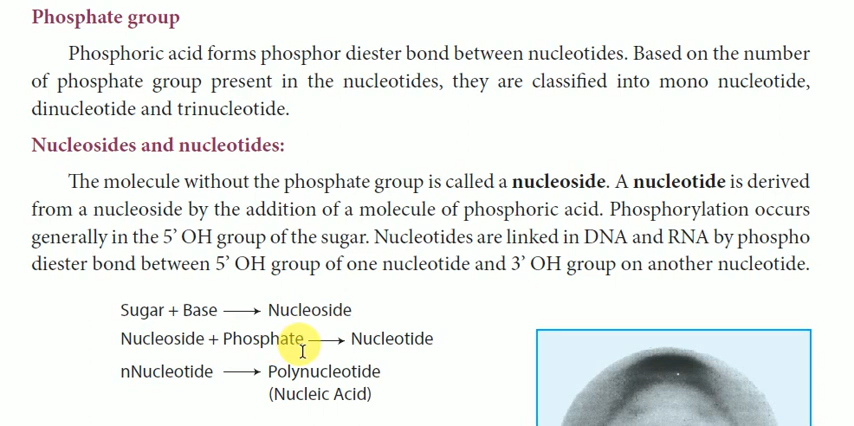 Phosphate group
Phosphoric acid forms phosphor diester bond between nucleotides. Based on the number
of phosphate group present in the nucleotides, they are classified into mono nucleotide,
dinucleotide and trinucleotide.
Nucleosides and nucleotides:
The molecule without the phosphate group is called a nucleoside. A nucleotide is derived
from a nucleoside by the addition of a molecule of phosphoric acid. Phosphorylation occurs
generally in the 5’ OH group of the sugar. Nucleotides are linked in DNA and RNA by phospho
diester bond between 5’ OH group of one nucleotide and 3’ OH group on another nucleotide.
Sugar + Base ⟶ Nucleoside
Nucleoside + Phosphate ⟶ Nucleotide
nNucleotide ⟶ Polynucleotide
(Nucleic Acid)